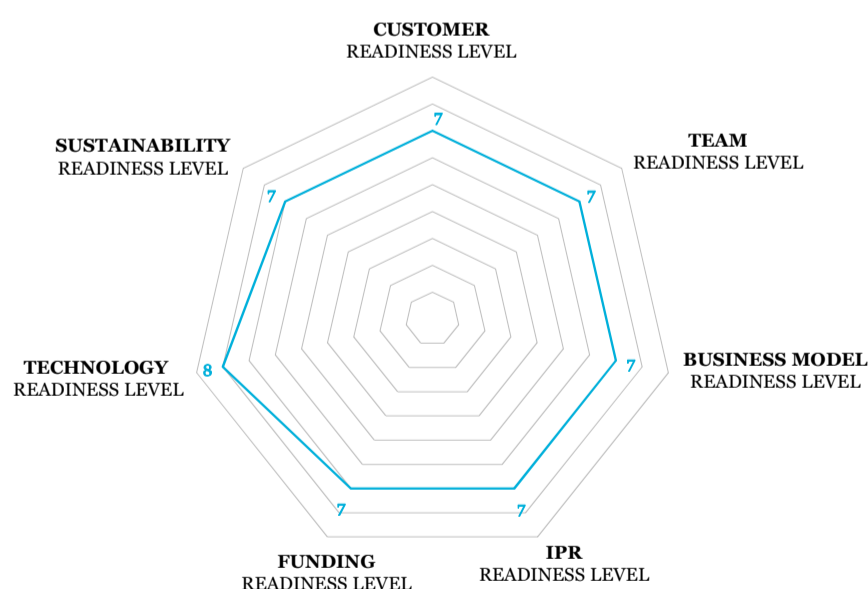 CUSTOMER
READINESS LEVEL
7
TEAM
READINESS LEVEL
7
BUSINESS MODEL
READINESS LEVEL
7
IPR
READINESS LEVEL
7
FUNDING
READINESS LEVEL
7
TECHNOLOGY
READINESS LEVEL
8
SUSTAINABILITY
READINESS LEVEL
7